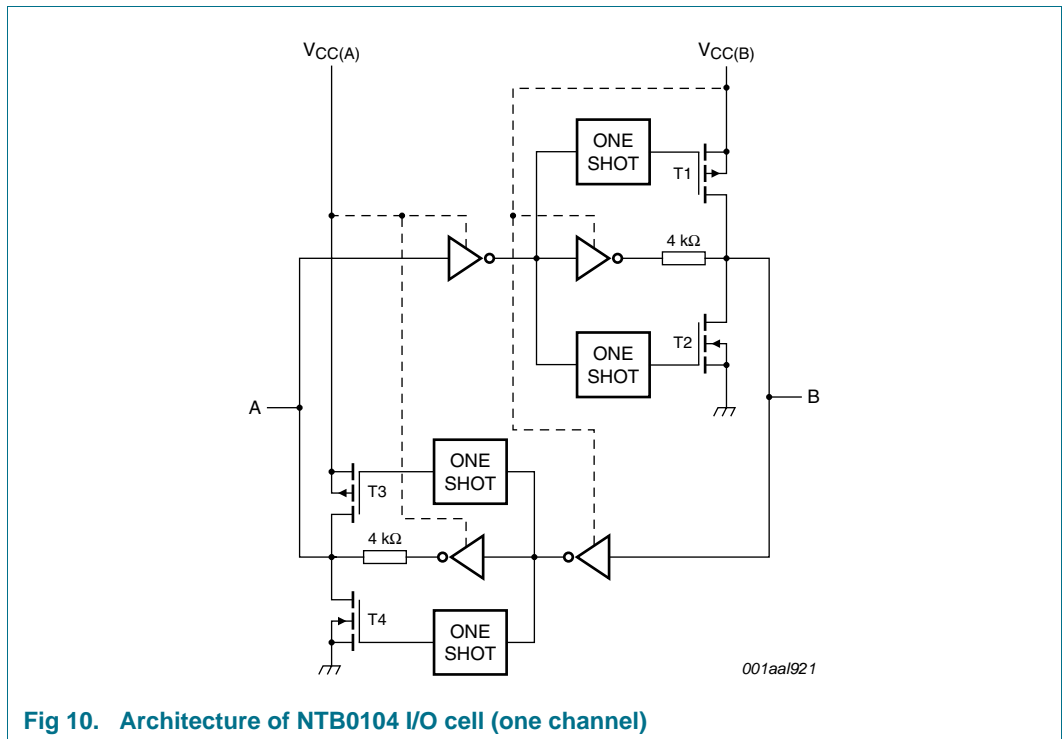 VCC(A)
VCC(B)
ONE
SHOT
T1
4 kΩ
ONE
SHOT
T2
A
B
ONE
SHOT
T3
4 kΩ
T4
ONE
SHOT
001aal921
Fig 10. Architecture of NTB0104 I/O cell (one channel)